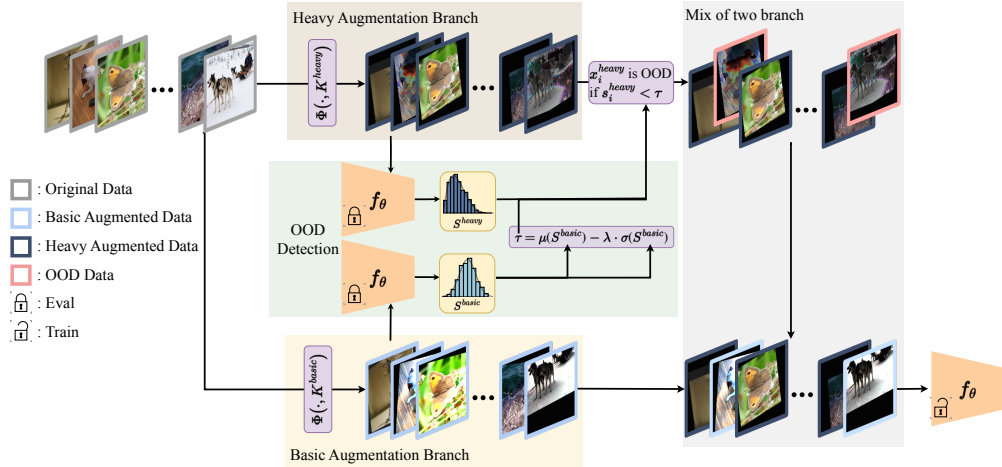 Heavy Augmentation Branch
Mix of two branch
Φ(·, K^{heavy})
x_i^{heavy} is OOD
if s_i^{heavy} < τ
: Original Data
: Basic Augmented Data
: Heavy Augmented Data
: OOD Data
: Eval
: Train
OOD
Detection
f_θ
S^{heavy}
τ = μ(S^{basic}) − λ · σ(S^{basic})
f_θ
S^{basic}
Φ(·, K^{basic})
f_θ
Basic Augmentation Branch